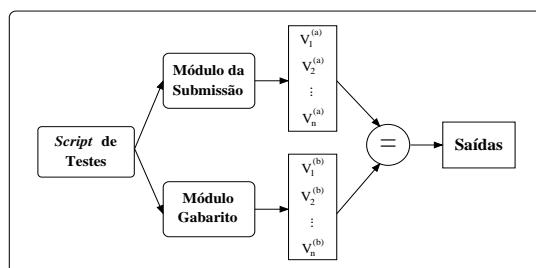 Script de
Testes
Módulo da
Submissão
Módulo
Gabarito
V₁⁽ᵃ⁾
V₂⁽ᵃ⁾
⋮
Vₙ⁽ᵃ⁾
V₁⁽ᵇ⁾
V₂⁽ᵇ⁾
⋮
Vₙ⁽ᵇ⁾
=
Saídas